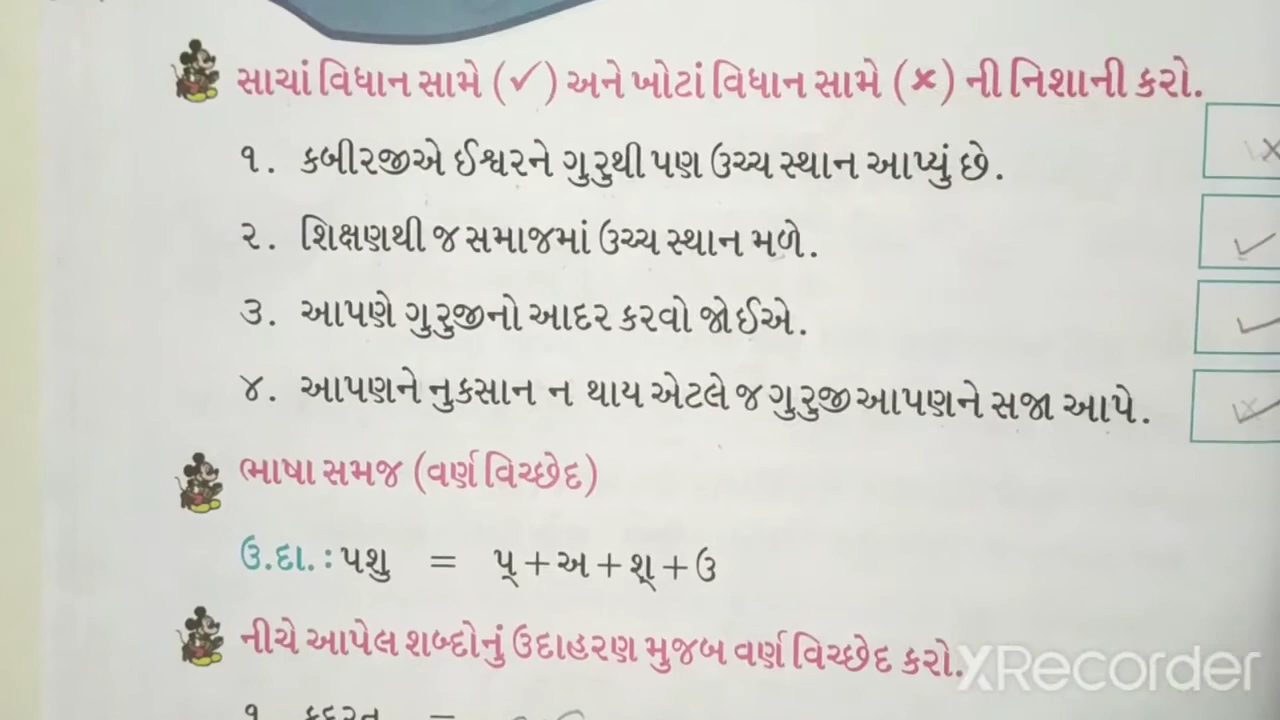 સાચાં વિધાન સામે (✓) અને ખોટાં વિધાન સામે (✗) ની નિશાની કરો.
૧. કબીરજીએ ઈશ્વરને ગુરુથી પણ ઉચ્ચ સ્થાન આપ્યું છે. ✗
૨. શિક્ષણથી જ સમાજમાં ઉચ્ચ સ્થાન મળે. ✓
૩. આપણે ગુરુજીનો આદર કરવો જોઈએ. ✓
૪. આપણને નુકસાન ન થાય એટલે જ ગુરુજી આપણને સજા આપે. ✓
ભાષા સમજ (વર્ણ વિચ્છેદ)
ઉ.દા. : પશુ = પ્ + અ + શ્ + ઉ
નીચે આપેલ શબ્દોનું ઉદાહરણ મુજબ વર્ણ વિચ્છેદ કરો.
XRecorder